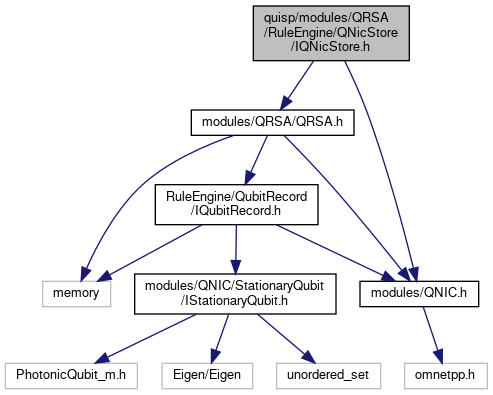 quisp/modules/QRSA
/RuleEngine/QNicStore
/IQNicStore.h
modules/QRSA/QRSA.h
RuleEngine/QubitRecord
/IQubitRecord.h
memory
modules/QNIC/StationaryQubit
/IStationaryQubit.h
modules/QNIC.h
PhotonicQubit_m.h
Eigen/Eigen
unordered_set
omnetpp.h